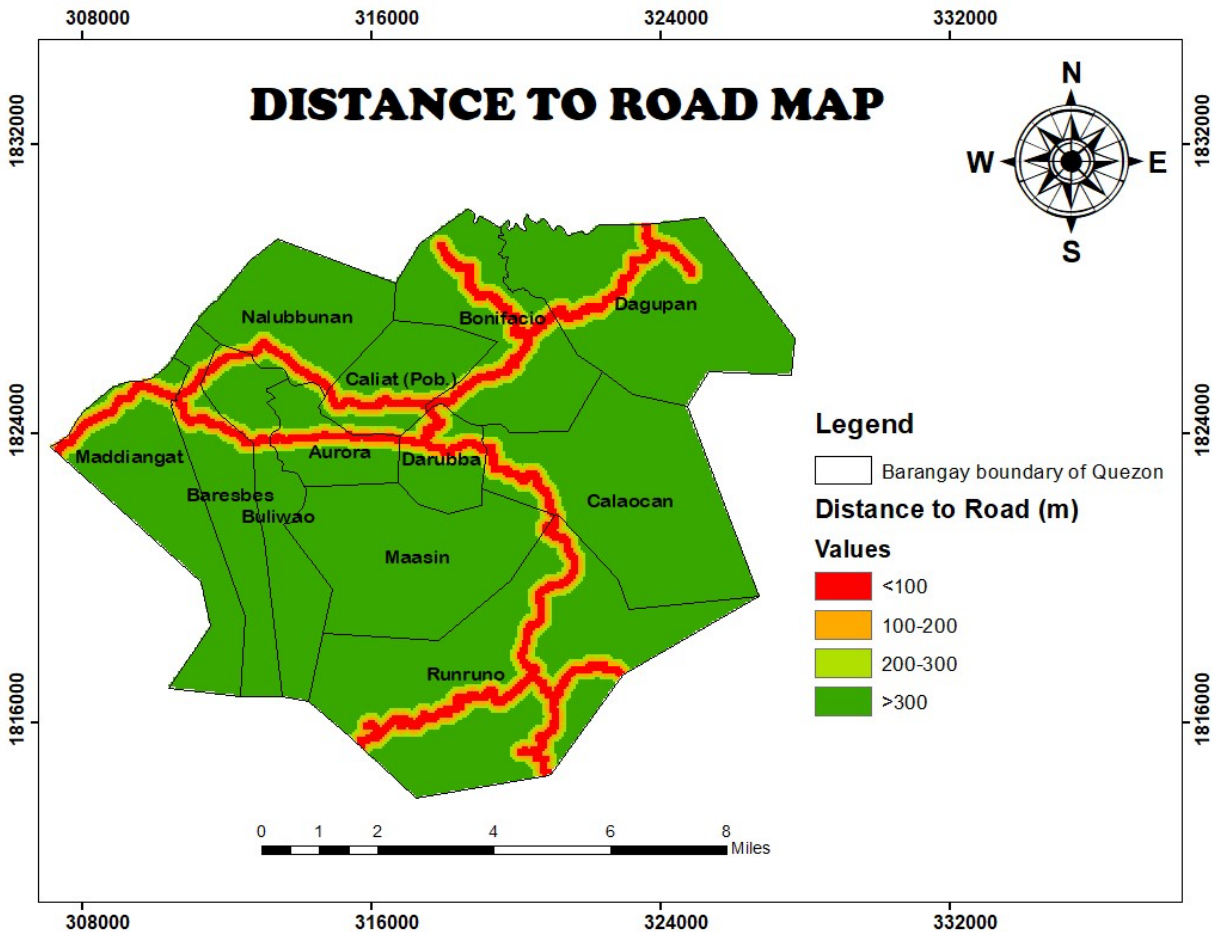 308000 316000 324000 332000
DISTANCE TO ROAD MAP
N
W E
S
1832000 1832000
Nalubbunan
Bonifacio
Dagupan
Caliat (Pob.)
1824000 1824000
Maddiangat
Aurora
Darubba
Baresbes
Buliwao
Calaocan
Maasin
Runruno
1816000 1816000
Legend
Barangay boundary of Quezon
Distance to Road (m)
Values
<100
100-200
200-300
>300
0 1 2 4 6 8
Miles
308000 316000 324000 332000